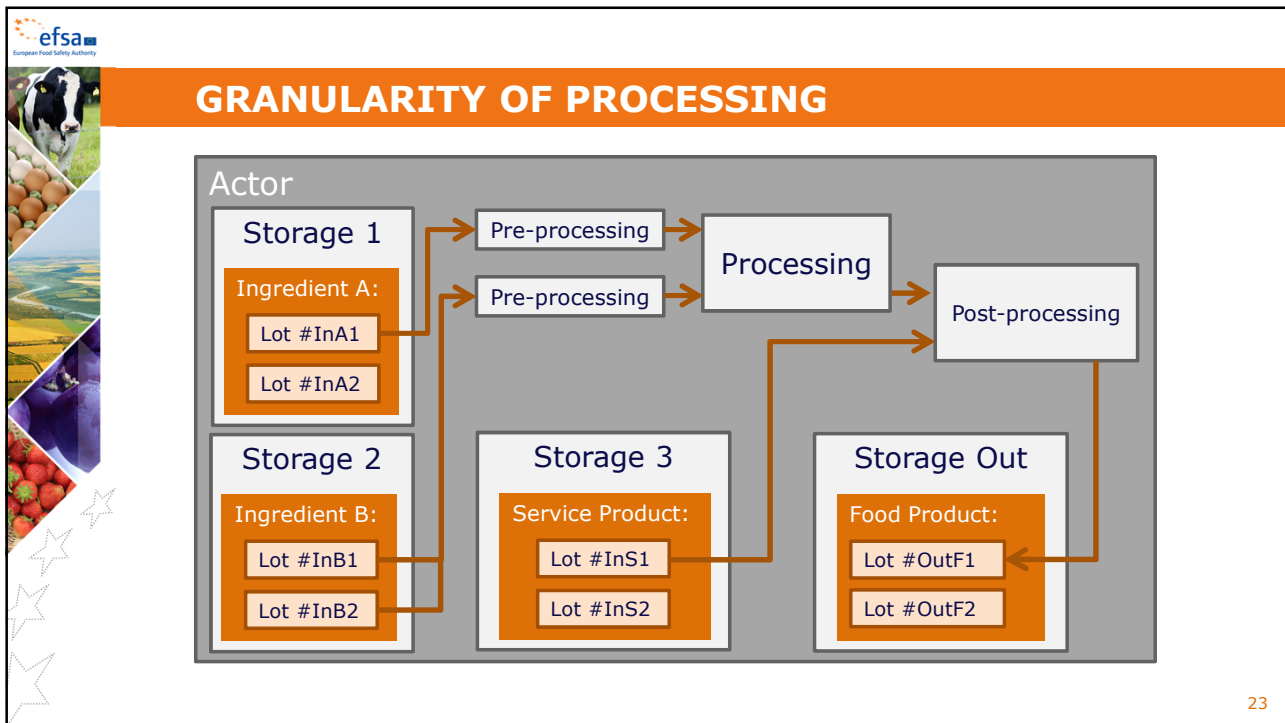 efsa
European Food Safety Authority
GRANULARITY OF PROCESSING
Actor
Storage 1
Ingredient A:
Lot #InA1
Lot #InA2
Pre-processing
Pre-processing
Processing
Post-processing
Storage 2
Ingredient B:
Lot #InB1
Lot #InB2
Storage 3
Service Product:
Lot #InS1
Lot #InS2
Storage Out
Food Product:
Lot #OutF1
Lot #OutF2
23